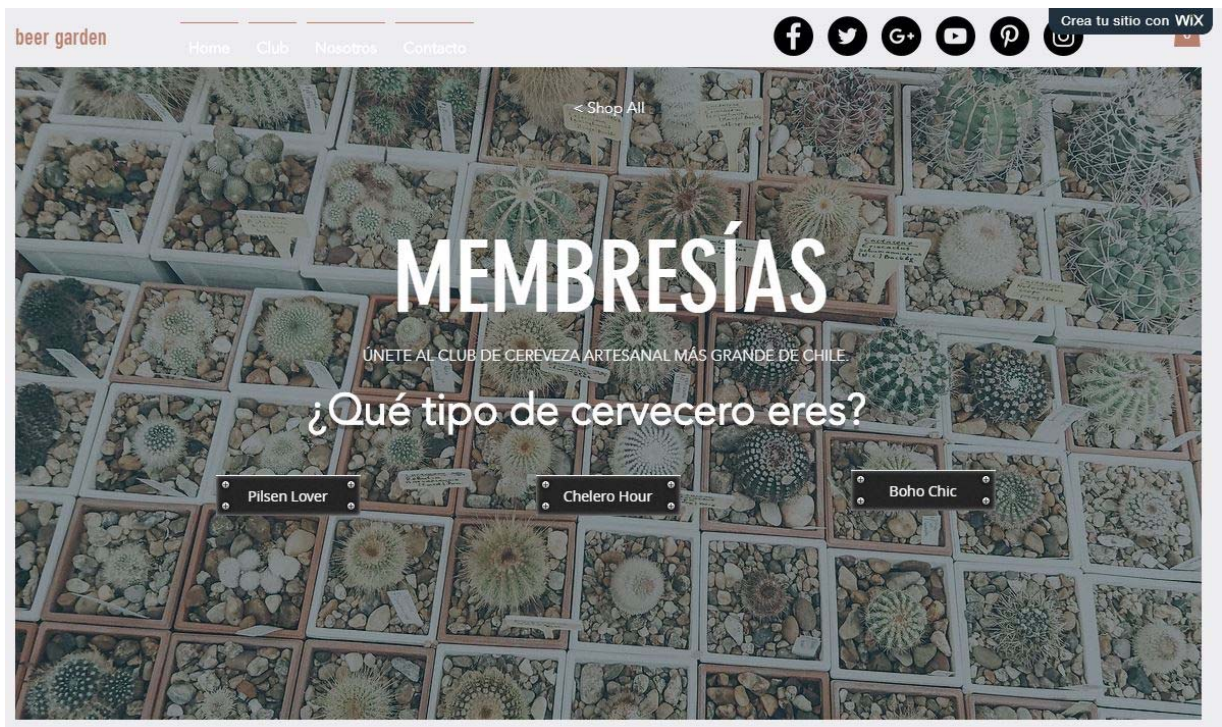 beer garden
Home Club Nosotros Contacto
Crea tu sitio con WiX
< Shop All
MEMBRESÍAS
ÚNETE AL CLUB DE CEREVEZA ARTESANAL MÁS GRANDE DE CHILE.
¿Qué tipo de cervecero eres?
Pilsen Lover
Chelero Hour
Boho Chic